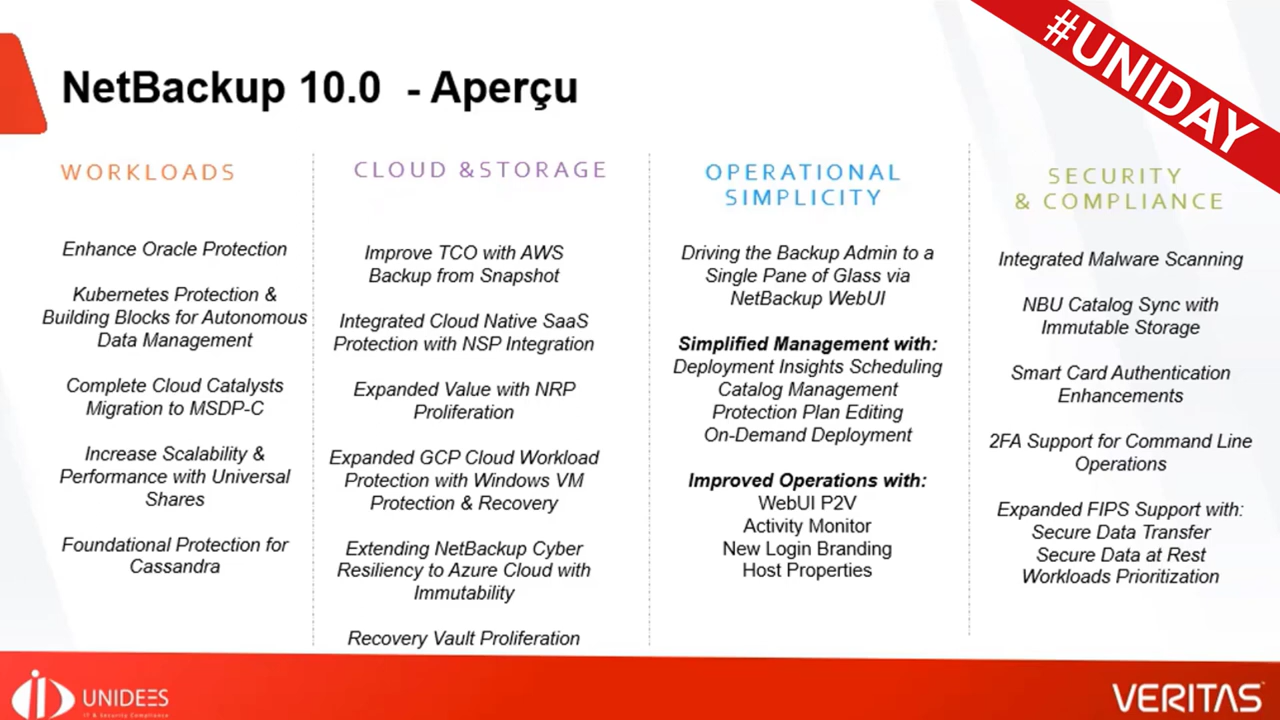 #UNIDAY
NetBackup 10.0 - Aperçu
WORKLOADS
Enhance Oracle Protection
Kubernetes Protection &
Building Blocks for Autonomous
Data Management
Complete Cloud Catalysts
Migration to MSDP-C
Increase Scalability &
Performance with Universal
Shares
Foundational Protection for
Cassandra
CLOUD &STORAGE
Improve TCO with AWS
Backup from Snapshot
Integrated Cloud Native SaaS
Protection with NSP Integration
Expanded Value with NRP
Proliferation
Expanded GCP Cloud Workload
Protection with Windows VM
Protection & Recovery
Extending NetBackup Cyber
Resiliency to Azure Cloud with
Immutability
Recovery Vault Proliferation
OPERATIONAL
SIMPLICITY
Driving the Backup Admin to a
Single Pane of Glass via
NetBackup WebUI
Simplified Management with:
Deployment Insights Scheduling
Catalog Management
Protection Plan Editing
On-Demand Deployment
Improved Operations with:
WebUI P2V
Activity Monitor
New Login Branding
Host Properties
SECURITY
& COMPLIANCE
Integrated Malware Scanning
NBU Catalog Sync with
Immutable Storage
Smart Card Authentication
Enhancements
2FA Support for Command Line
Operations
Expanded FIPS Support with:
Secure Data Transfer
Secure Data at Rest
Workloads Prioritization
UNIDEES
IT & Security Compliance
VERITAS